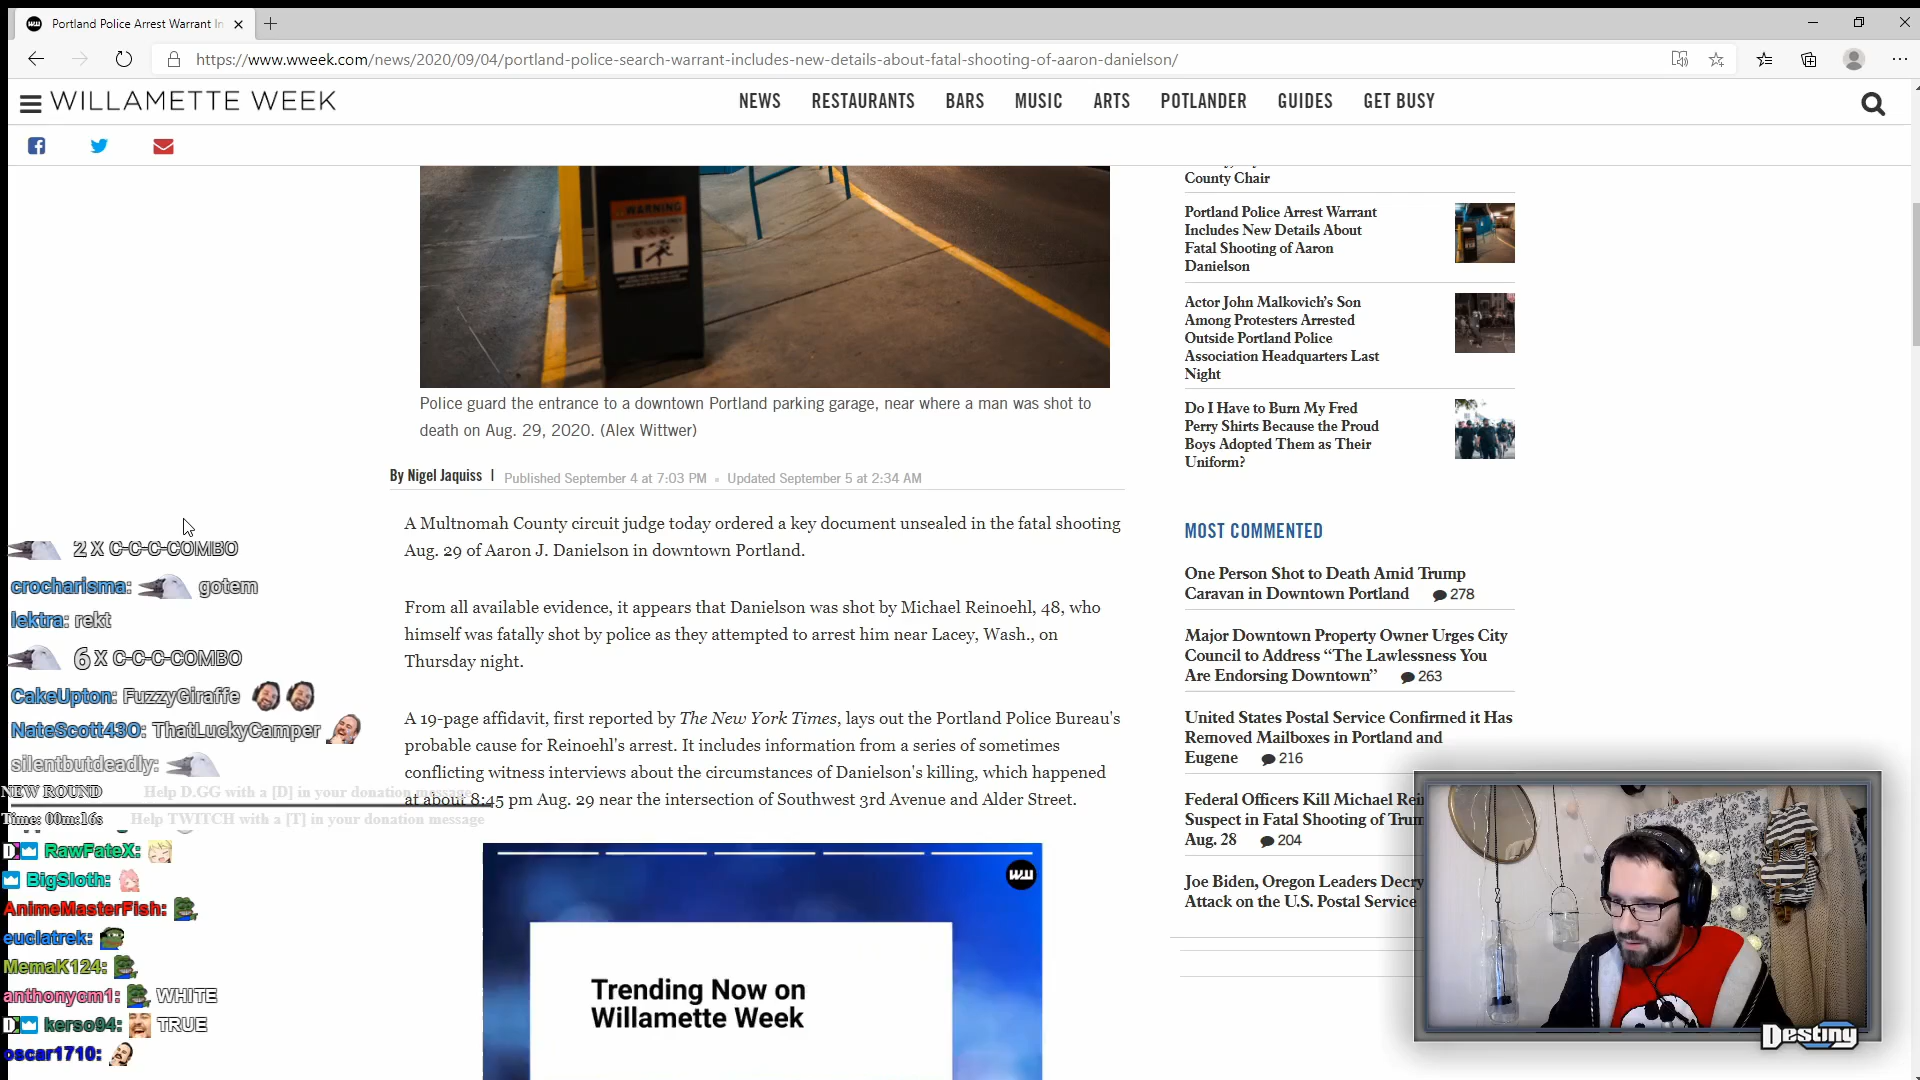 Portland Police Arrest Warrant In
https://www.wweek.com/news/2020/09/04/portland-police-search-warrant-includes-new-details-about-fatal-shooting-of-aaron-danielson/
WILLAMETTE WEEK
NEWS RESTAURANTS BARS MUSIC ARTS POTLANDER GUIDES GET BUSY
WARNING
Police guard the entrance to a downtown Portland parking garage, near where a man was shot to
death on Aug. 29, 2020. (Alex Wittwer)
By Nigel Jaquiss | Published September 4 at 7:03 PM • Updated September 5 at 2:34 AM
A Multnomah County circuit judge today ordered a key document unsealed in the fatal shooting
Aug. 29 of Aaron J. Danielson in downtown Portland.
From all available evidence, it appears that Danielson was shot by Michael Reinoehl, 48, who
himself was fatally shot by police as they attempted to arrest him near Lacey, Wash., on
Thursday night.
A 19-page affidavit, first reported by The New York Times, lays out the Portland Police Bureau's
probable cause for Reinoehl's arrest. It includes information from a series of sometimes
conflicting witness interviews about the circumstances of Danielson's killing, which happened
at about 8:45 pm Aug. 29 near the intersection of Southwest 3rd Avenue and Alder Street.
Trending Now on
Willamette Week
County Chair
Portland Police Arrest Warrant
Includes New Details About
Fatal Shooting of Aaron
Danielson
Actor John Malkovich's Son
Among Protesters Arrested
Outside Portland Police
Association Headquarters Last
Night
Do I Have to Burn My Fred
Perry Shirts Because the Proud
Boys Adopted Them as Their
Uniform?
MOST COMMENTED
One Person Shot to Death Amid Trump
Caravan in Downtown Portland 278
Major Downtown Property Owner Urges City
Council to Address “The Lawlessness You
Are Endorsing Downtown” 263
United States Postal Service Confirmed it Has
Removed Mailboxes in Portland and
Eugene 216
Federal Officers Kill Michael Rei
Suspect in Fatal Shooting of Tru
Aug. 28 204
Joe Biden, Oregon Leaders Decry
Attack on the U.S. Postal Service
2 X C-C-C-COMBO
crocharisma: gotem
lektra: rekt
6 X C-C-C-COMBO
CakeUpton: FuzzyGiraffe
NateScott430: ThatLuckyCamper
silentbutdeadly:
NEW ROUND Help D.GG with a [D] in your donation message
Time: 00m:16s Help TWITCH with a [T] in your donation message
RawFateX:
BigSloth:
AnimeMasterFish:
euclatrek:
MemaK124:
anthonycm1: WHITE
kerso94: TRUE
oscar1710:
Destiny